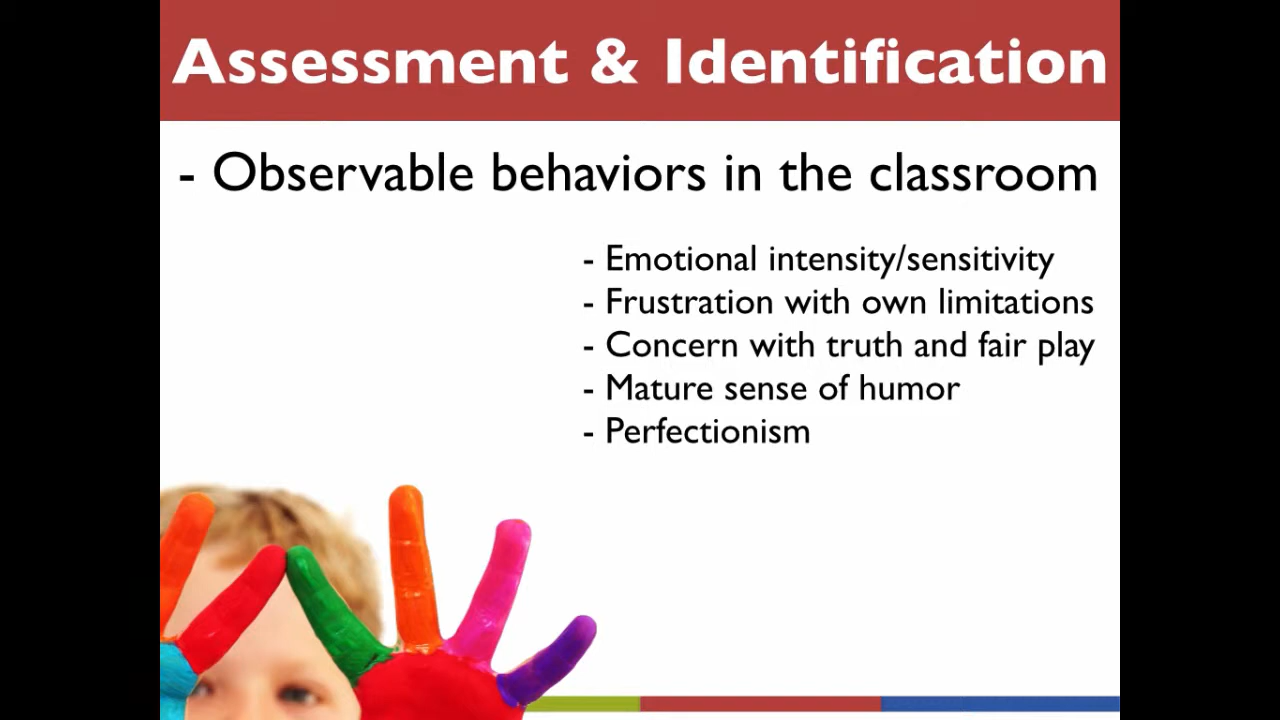 Assessment & Identification
- Observable behaviors in the classroom
- Emotional intensity/sensitivity
- Frustration with own limitations
- Concern with truth and fair play
- Mature sense of humor
- Perfectionism